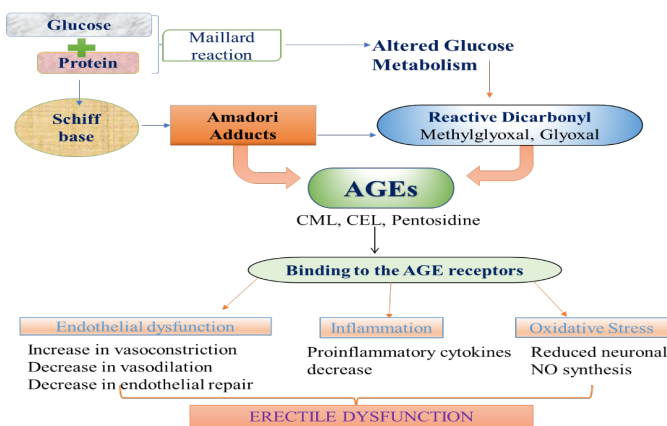 Glucose
Protein
Maillard
reaction
Altered Glucose
Metabolism
Schiff
base
Amadori
Adducts
Reactive Dicarbonyl
Methylglyoxal, Glyoxal
AGEs
CML, CEL, Pentosidine
Binding to the AGE receptors
Endothelial dysfunction
Increase in vasoconstriction
Decrease in vasodilation
Decrease in endothelial repair
Inflammation
Proinflammatory cytokines
decrease
Oxidative Stress
Reduced neuronal
NO synthesis
ERECTILE DYSFUNCTION